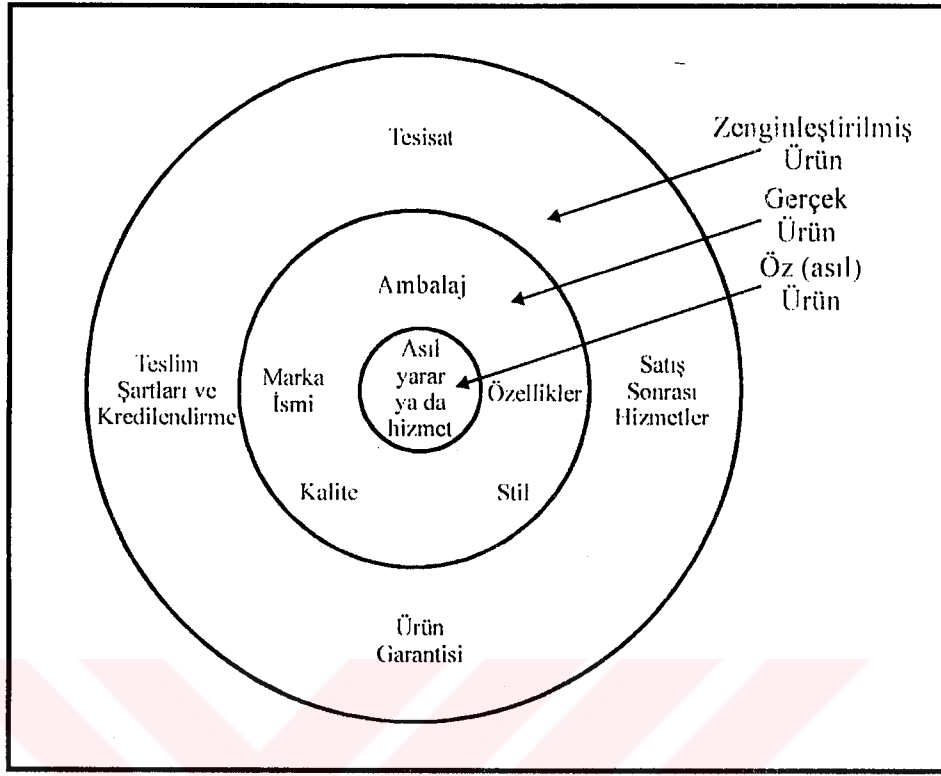 Tesisat
Zenginleştirilmiş
Ürün
Gerçek
Ürün
Öz (asıl)
Ürün
Ambalaj
Asıl
yarar
ya da
hizmet
Marka
İsmi
Özellikler
Kalite
Stil
Teslim
Şartları ve
Kredilendirme
Satış
Sonrası
Hizmetler
Ürün
Garantisi